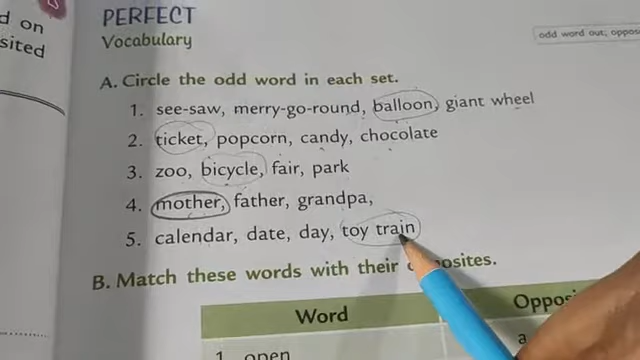 d on
sited
PERFECT
Vocabulary
odd word out; oppos
A. Circle the odd word in each set.
1. see-saw, merry-go-round, balloon, giant wheel
2. ticket, popcorn, candy, chocolate
3. zoo, bicycle, fair, park
4. mother, father, grandpa,
5. calendar, date, day, toy train
B. Match these words with their opposites.
Word Opposi
1. open a